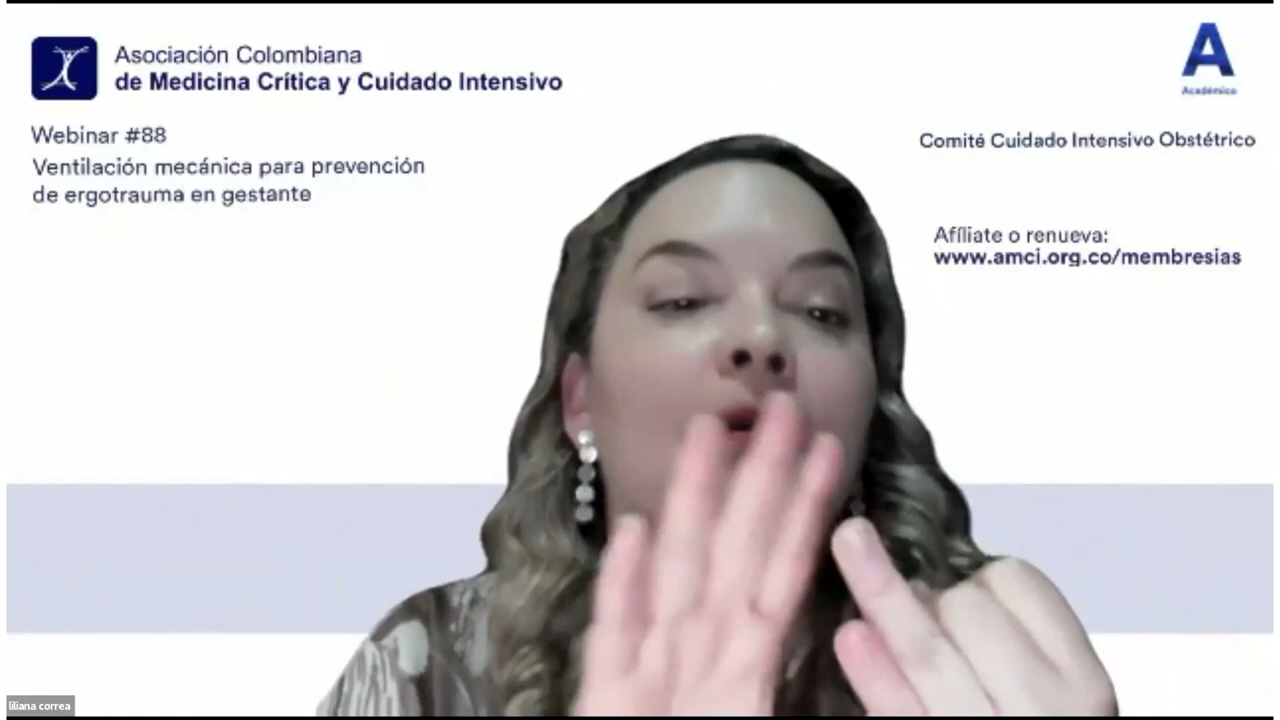 Asociación Colombiana
de Medicina Crítica y Cuidado Intensivo
A
Académico
Webinar #88
Ventilación mecánica para prevención
de ergotrauma en gestante
Comité Cuidado Intensivo Obstétrico
Afíliate o renueva:
www.amci.org.co/membresias
liliana correa